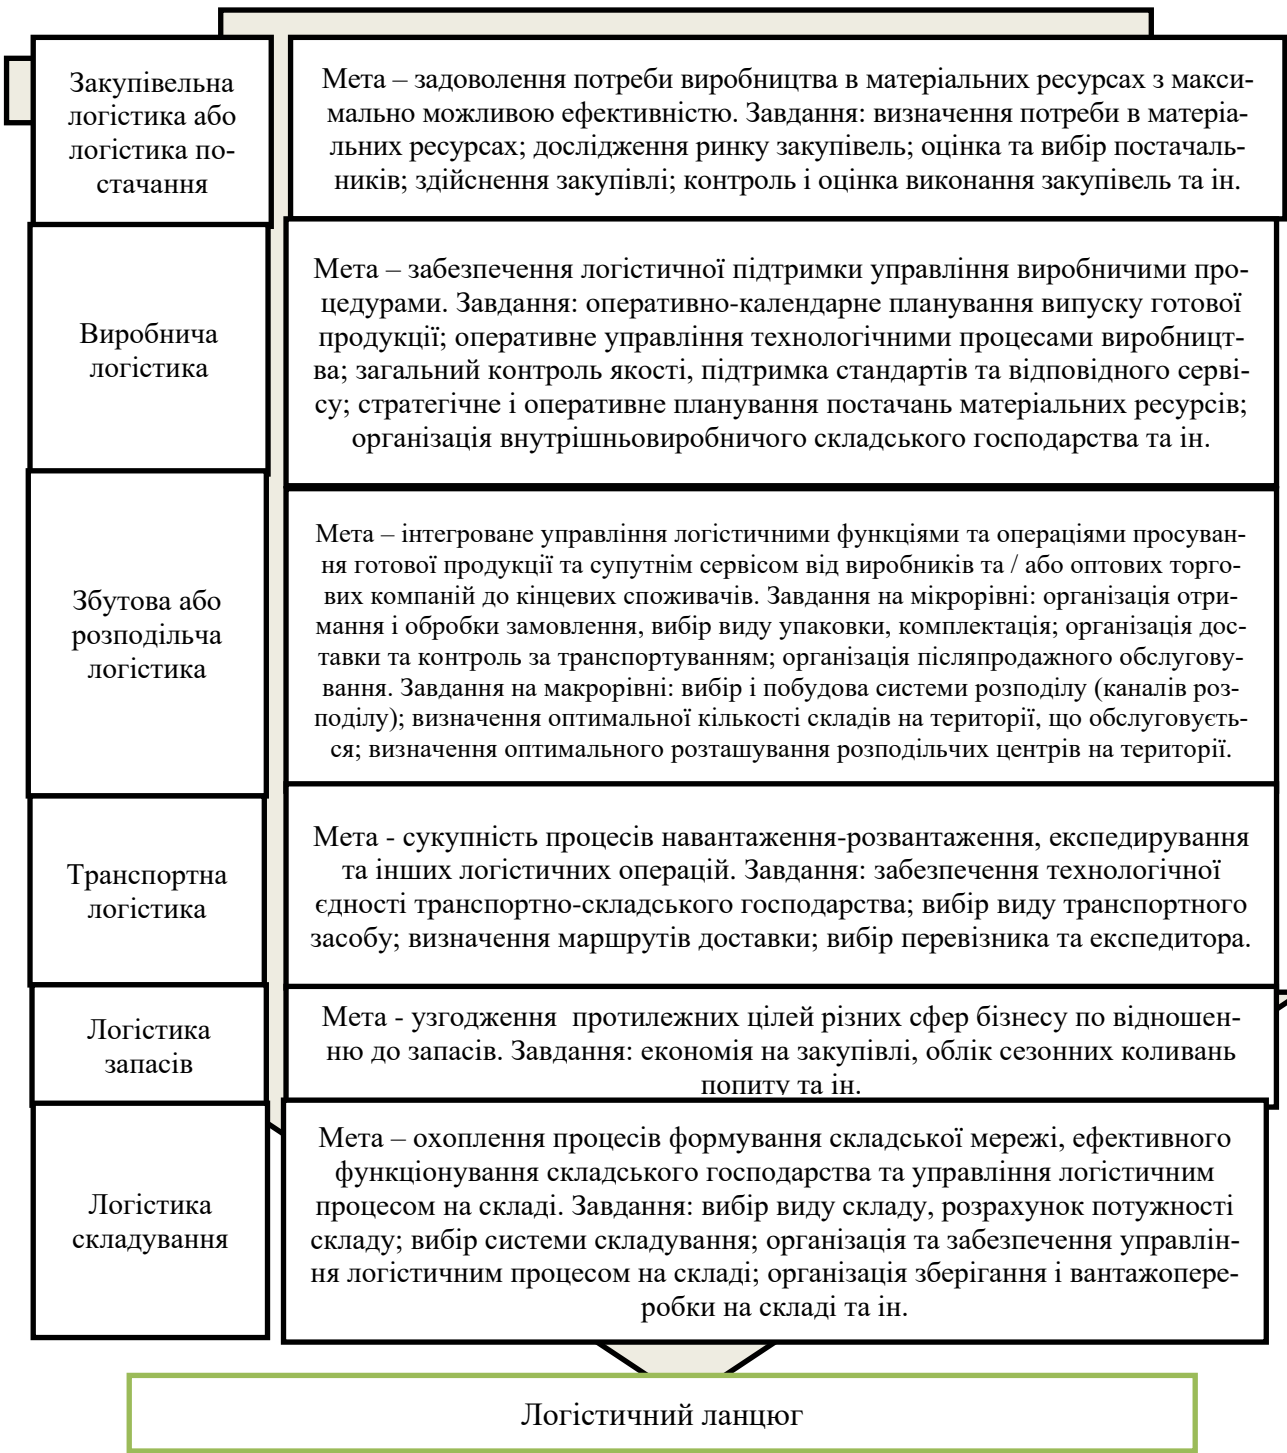 Закупівельна
логістика або
логістика по-
стачання
Мета – задоволення потреби виробництва в матеріальних ресурсах з макси-
мально можливою ефективністю. Завдання: визначення потреби в матеріа-
льних ресурсах; дослідження ринку закупівель; оцінка та вибір постачаль-
ників; здійснення закупівлі; контроль і оцінка виконання закупівель та ін.
Виробнича
логістика
Мета – забезпечення логістичної підтримки управління виробничими про-
цедурами. Завдання: оперативно-календарне планування випуску готової
продукції; оперативне управління технологічними процесами виробницт-
ва; загальний контроль якості, підтримка стандартів та відповідного серві-
су; стратегічне і оперативне планування постачань матеріальних ресурсів;
організація внутрішньовиробничого складського господарства та ін.
Збутова або
розподільча
логістика
Мета – інтегроване управління логістичними функціями та операціями просуван-
ня готової продукції та супутнім сервісом від виробників та / або оптових торго-
вих компаній до кінцевих споживачів. Завдання на мікрорівні: організація отри-
мання і обробки замовлення, вибір виду упаковки, комплектація; організація дос-
тавки та контроль за транспортуванням; організація післяпродажного обслугову-
вання. Завдання на макрорівні: вибір і побудова системи розподілу (каналів роз-
поділу); визначення оптимальної кількості складів на території, що обслуговуєть-
ся; визначення оптимального розташування розподільчих центрів на території.
Транспортна
логістика
Мета - сукупність процесів навантаження-розвантаження, експедирування
та інших логістичних операцій. Завдання: забезпечення технологічної
єдності транспортно-складського господарства; вибір виду транспортного
засобу; визначення маршрутів доставки; вибір перевізника та експедитора.
Логістика
запасів
Мета - узгодження  протилежних цілей різних сфер бізнесу по відношен-
ню до запасів. Завдання: економія на закупівлі, облік сезонних коливань
попиту та ін.
Логістика
складування
Мета – охоплення процесів формування складської мережі, ефективного
функціонування складського господарства та управління логістичним
процесом на складі. Завдання: вибір виду складу, розрахунок потужності
складу; вибір системи складування; організація та забезпечення управлін-
ня логістичним процесом на складі; організація зберігання і вантажопере-
робки на складі та ін.
Логістичний ланцюг